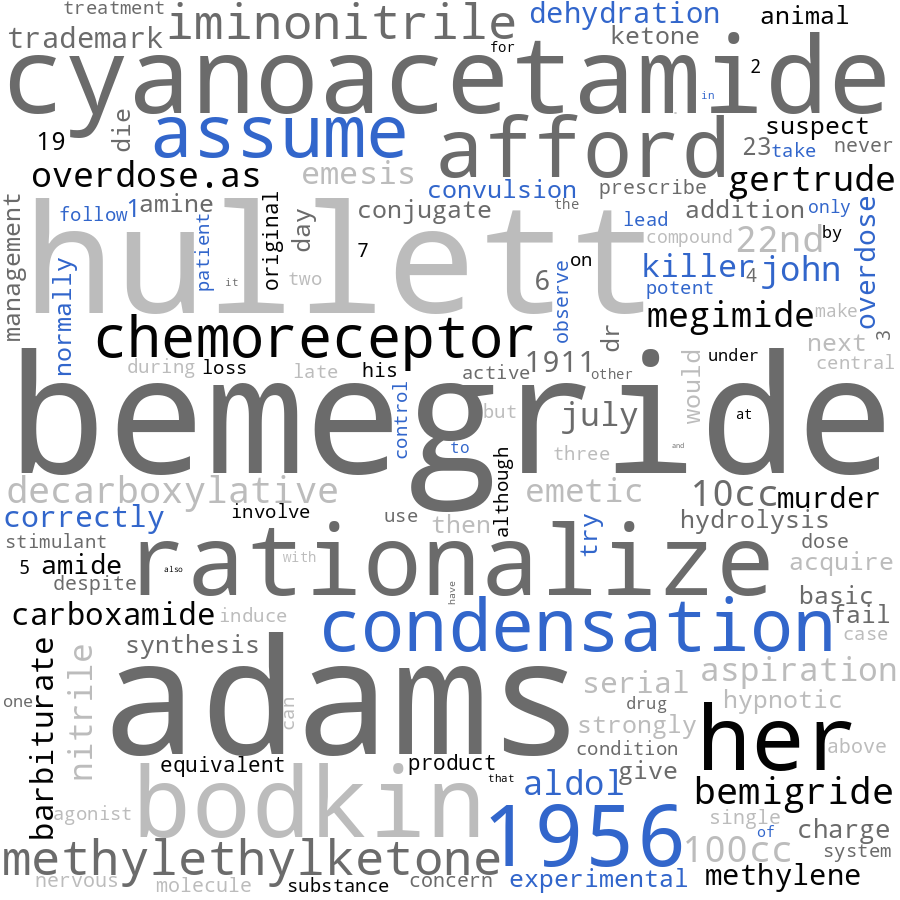 treatment
iminonitrile
dehydration
animal
trademark
ketone
for
cyanoacetamide
2
in
19
die
assume
afford
suspect
23
take
never
overdose.as
emesis
convulsion
prescribe
gertrude
management
follow
1
amine
patient
original
day
conjugate
the
lead
addition
only
hullett
compound
22nd
by
overdose
normally
it
two
7
6
observe
on
killer
4
john
potent
chemoreceptor
dr
megimide
make
3
next
during
loss
late
his
active
1911
other
would
under
central
bemegride
control
but
july
at
to
three
and
although
decarboxylative
emetic
10cc
murder
correctly
involve
use
then
try
hydrolysis
stimulant
rationalize
dose
5
amide
also
with
acquire
despite
have
basic
carboxamide
induce
condensation
fail
case
barbiturate
nitrile
synthesis
adams
serial
aspiration
one
can
drug
hypnotic
strongly
her
condition
above
equivalent
product
that
give
aldol
bemigride
agonist
bodkin
1956
single
of
charge
methylethylketone
100cc
system
nervous
molecule
substance
concern
experimental
methylene